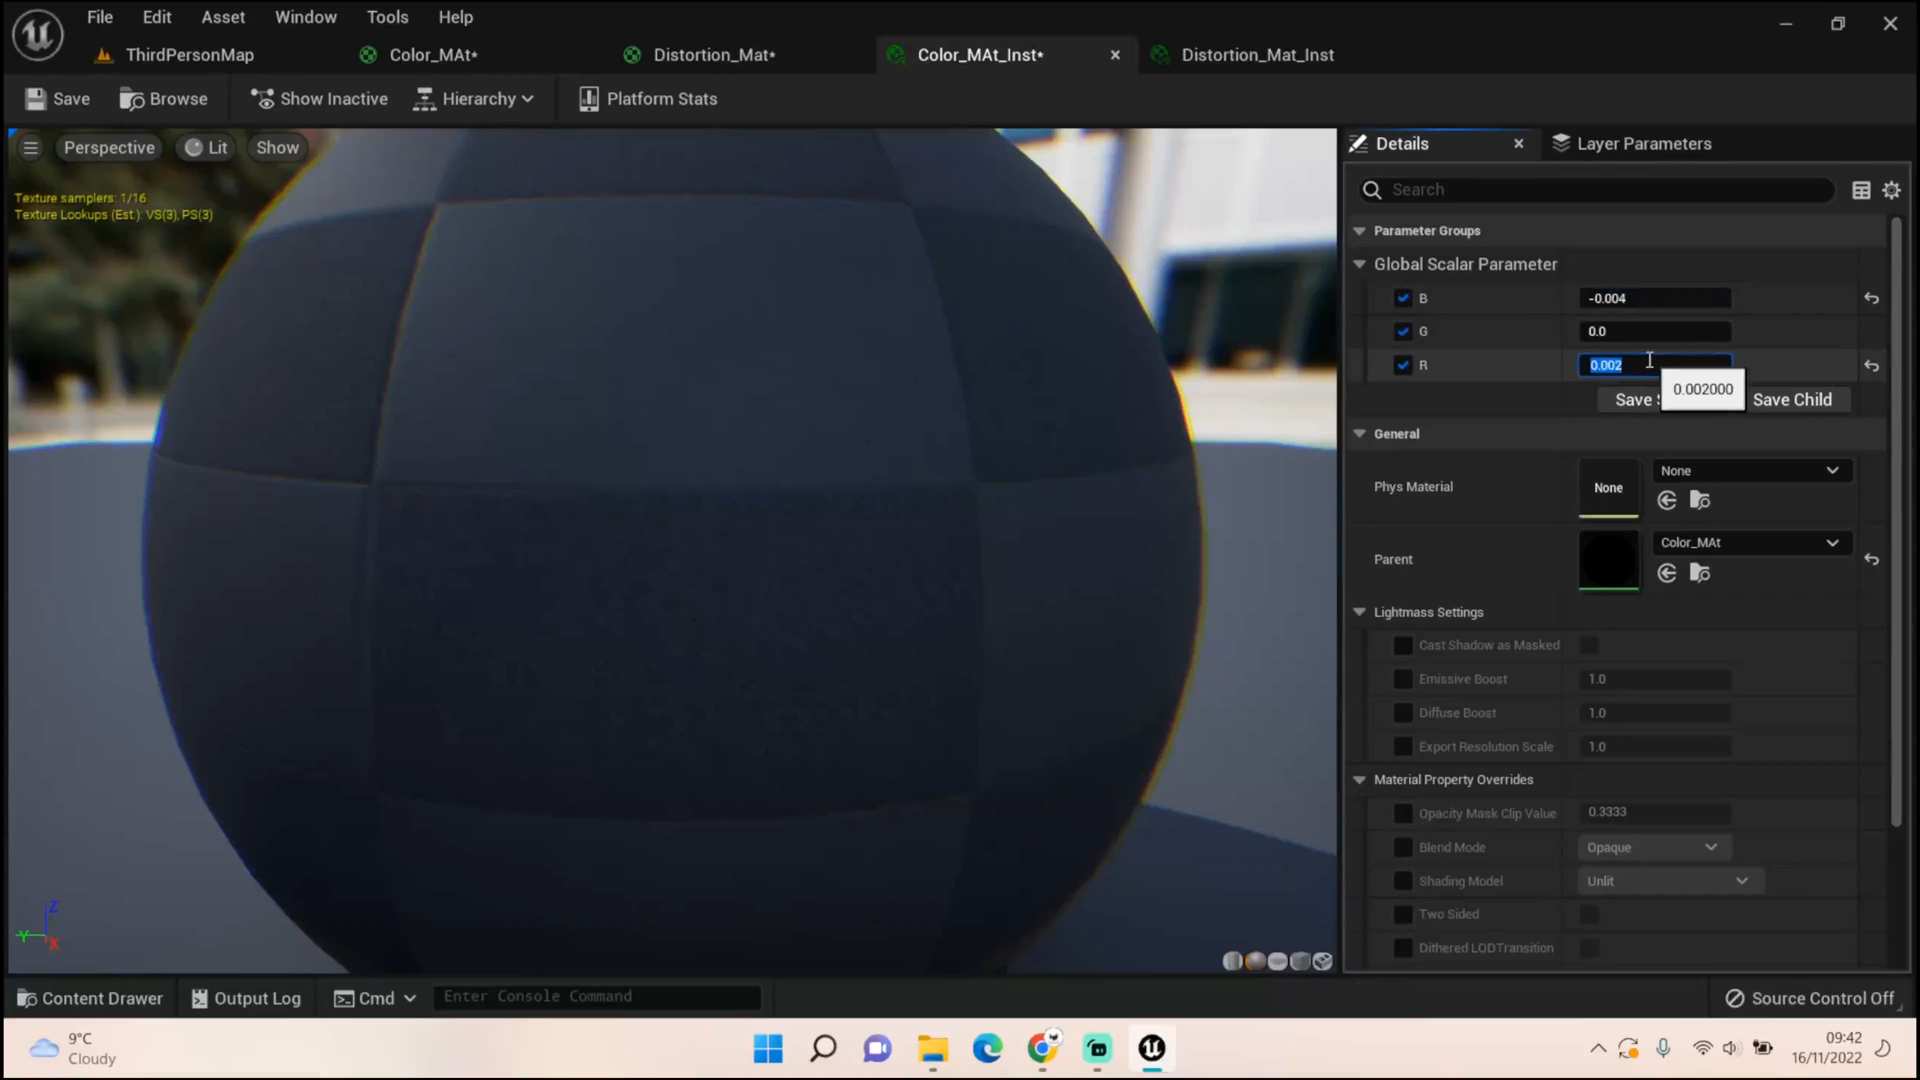 File Edit Asset Window Tools Help
ThirdPersonMap Color_MAt* Distortion_Mat* Color_MAt_Inst* Distortion_Mat_Inst
Save Browse Show Inactive Hierarchy Platform Stats
Perspective Lit Show
Texture samplers: 1/16
Texture Lookups (Est.): VS(3), PS(3)
Details Layer Parameters
Search
Parameter Groups
Global Scalar Parameter
B -0.004
G 0.0
R 0.002
0.002000
Save Save Child
General
Phys Material None None
Parent Color_MAt
Lightmass Settings
Cast Shadow as Masked
Emissive Boost 1.0
Diffuse Boost 1.0
Export Resolution Scale 1.0
Material Property Overrides
Opacity Mask Clip Value 0.3333
Blend Mode Opaque
Shading Model Unlit
Two Sided
Dithered LODTransition
Z
Y
X
Content Drawer Output Log Cmd Enter Console Command Source Control Off
9°C
Cloudy
09:42
16/11/2022